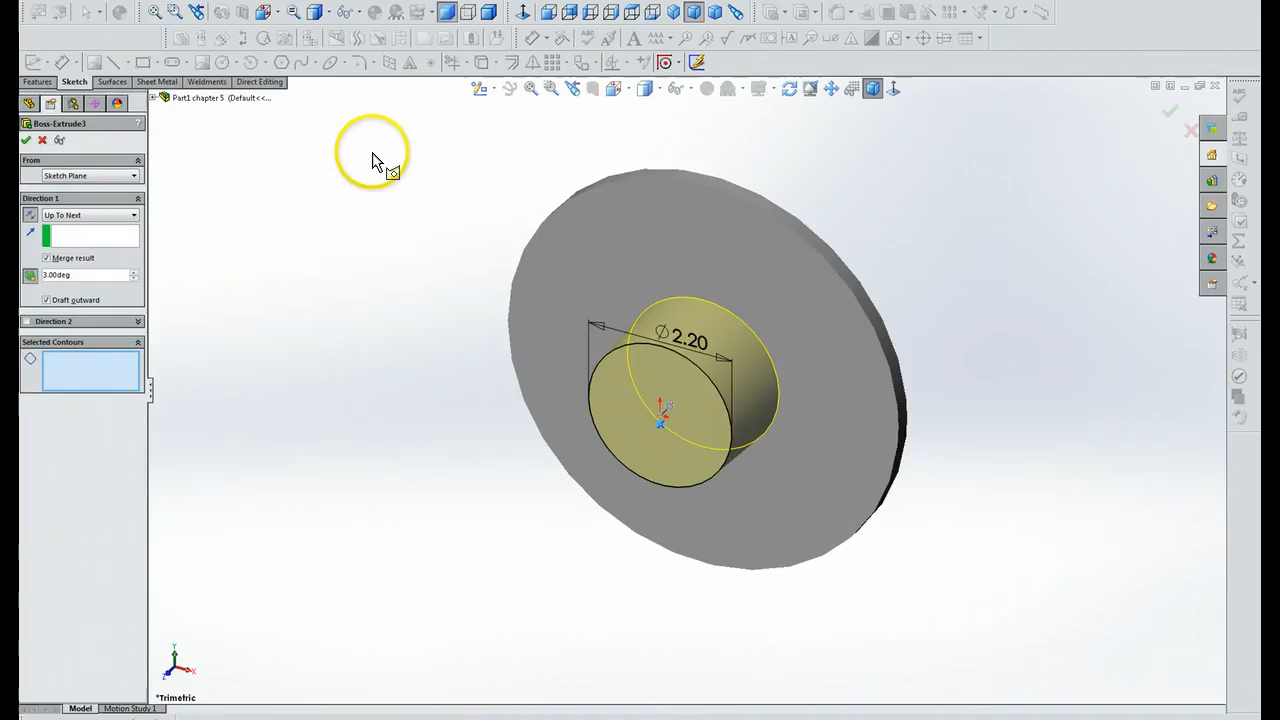 Features Sketch Surfaces Sheet Metal Weldments Direct Editing
Part1 chapter 5 (Default<<...
Boss-Extrude3 ?
From
Sketch Plane
Direction 1
Up To Next
Merge result
3.00deg
Draft outward
Direction 2
Selected Contours
∅2.20
Y
X
Z
*Trimetric
Model Motion Study 1